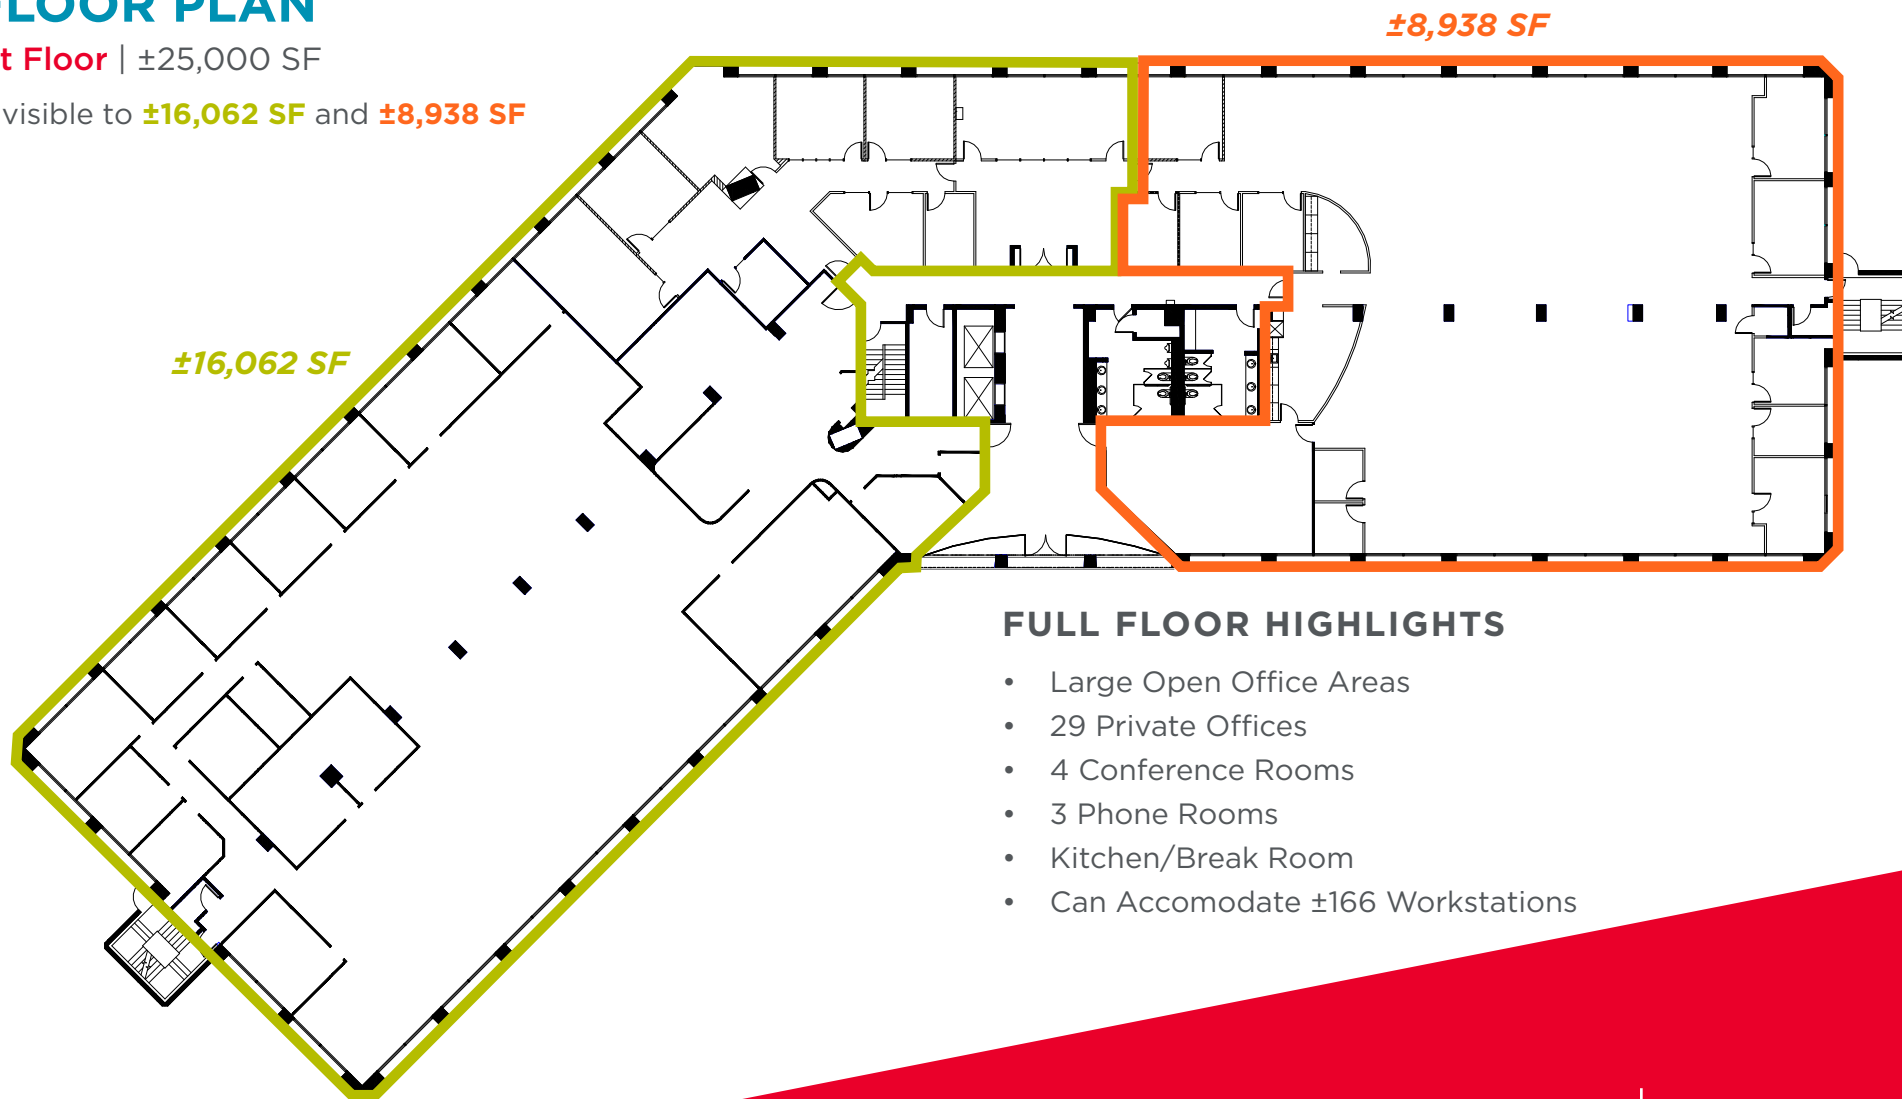 FLOOR PLAN
t Floor | ±25,000 SF
visible to ±16,062 SF and ±8,938 SF
±8,938 SF
±16,062 SF
FULL FLOOR HIGHLIGHTS
• Large Open Office Areas
• 29 Private Offices
• 4 Conference Rooms
• 3 Phone Rooms
• Kitchen/Break Room
• Can Accomodate ±166 Workstations